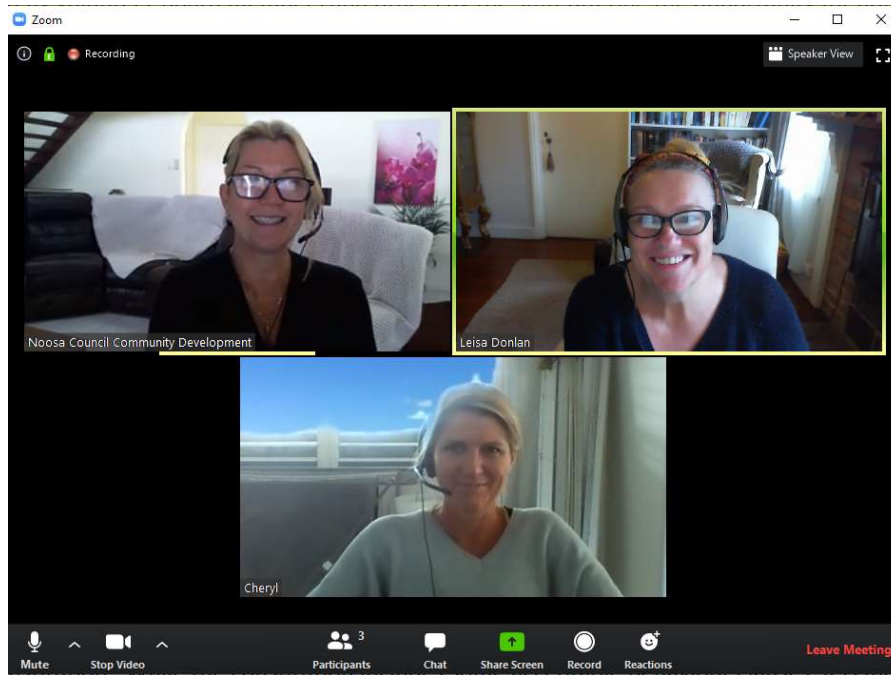 Zoom
Recording
Speaker View
Noosa Council Community Development
Leisa Donlan
Cheryl
3
Mute
Stop Video
Participants
Chat
Share Screen
Record
Reactions
Leave Meeting